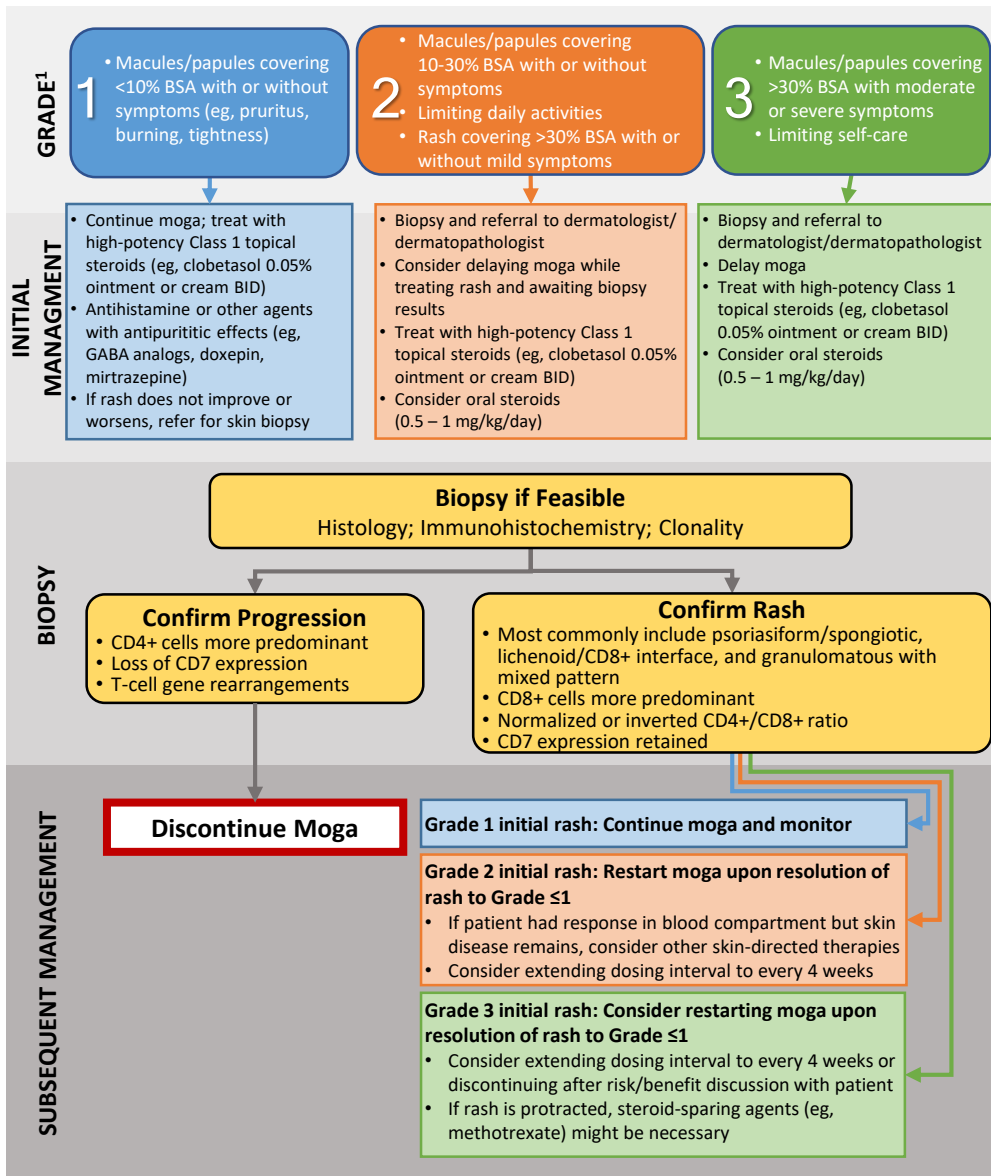 GRADE1
1
• Macules/papules covering
<10% BSA with or without
symptoms (eg, pruritus,
burning, tightness)
2
• Macules/papules covering
10-30% BSA with or without
symptoms
• Limiting daily activities
• Rash covering >30% BSA with or
without mild symptoms
3
• Macules/papules covering
>30% BSA with moderate
or severe symptoms
• Limiting self-care
INITIAL
MANAGMENT
• Continue moga; treat with
high-potency Class 1 topical
steroids (eg, clobetasol 0.05%
ointment or cream BID)
• Antihistamine or other agents
with antipurititic effects (eg,
GABA analogs, doxepin,
mirtrazepine)
• If rash does not improve or
worsens, refer for skin biopsy
• Biopsy and referral to dermatologist/
dermatopathologist
• Consider delaying moga while
treating rash and awaiting biopsy
results
• Treat with high-potency Class 1
topical steroids (eg, clobetasol 0.05%
ointment or cream BID)
• Consider oral steroids
(0.5 – 1 mg/kg/day)
• Biopsy and referral to
dermatologist/dermatopathologist
• Delay moga
• Treat with high-potency Class 1
topical steroids (eg, clobetasol
0.05% ointment or cream BID)
• Consider oral steroids
(0.5 – 1 mg/kg/day)
BIOPSY
Biopsy if Feasible
Histology; Immunohistochemistry; Clonality
Confirm Progression
• CD4+ cells more predominant
• Loss of CD7 expression
• T-cell gene rearrangements
Confirm Rash
• Most commonly include psoriasiform/spongiotic,
lichenoid/CD8+ interface, and granulomatous with
mixed pattern
• CD8+ cells more predominant
• Normalized or inverted CD4+/CD8+ ratio
• CD7 expression retained
SUBSEQUENT MANAGEMENT
Discontinue Moga
Grade 1 initial rash: Continue moga and monitor
Grade 2 initial rash: Restart moga upon resolution of
rash to Grade ≤1
• If patient had response in blood compartment but skin
disease remains, consider other skin-directed therapies
• Consider extending dosing interval to every 4 weeks
Grade 3 initial rash: Consider restarting moga upon
resolution of rash to Grade ≤1
• Consider extending dosing interval to every 4 weeks or
discontinuing after risk/benefit discussion with patient
• If rash is protracted, steroid-sparing agents (eg,
methotrexate) might be necessary